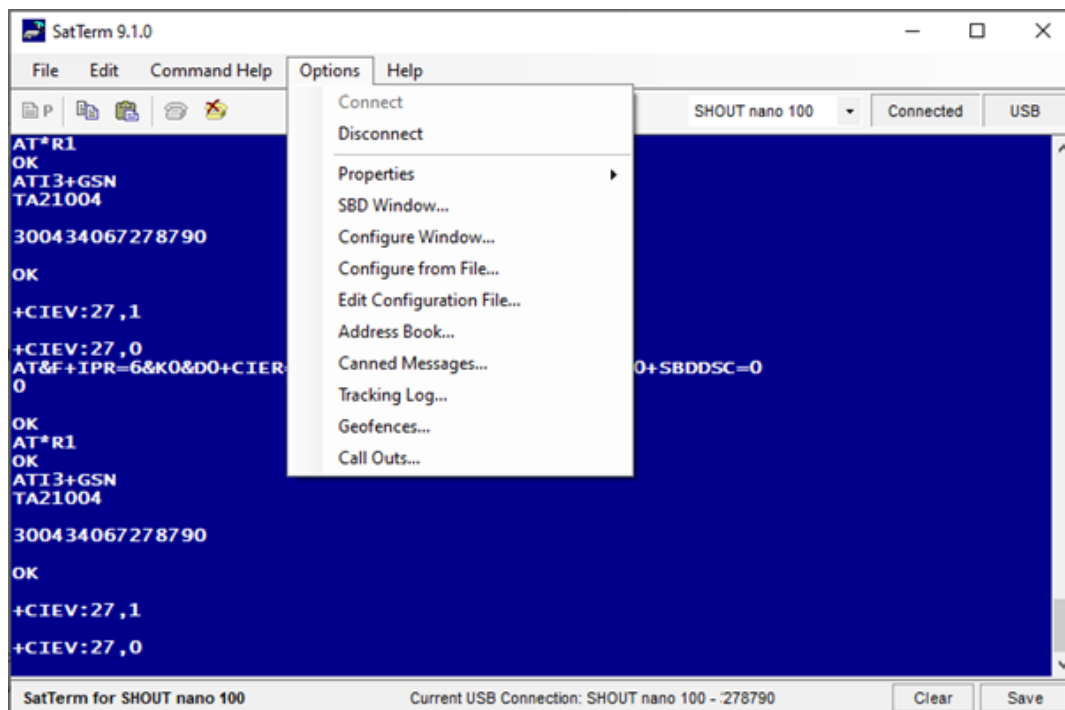 SatTerm 9.1.0
File Edit Command Help Options Help
P SHOUT nano 100 Connected USB
Connect
Disconnect
Properties
SBD Window...
Configure Window...
Configure from File...
Edit Configuration File...
Address Book...
Canned Messages...
Tracking Log...
Geofences...
Call Outs...
AT*R1
OK
ATI3+GSN
TA21004
300434067278790
OK
+CIEV:27,1
+CIEV:27,0
AT&F+IPR=6&K0&D0+CIER= 0+SBDDSC=0
0
OK
AT*R1
OK
ATI3+GSN
TA21004
300434067278790
OK
+CIEV:27,1
+CIEV:27,0
SatTerm for SHOUT nano 100 Current USB Connection: SHOUT nano 100 - :278790 Clear Save